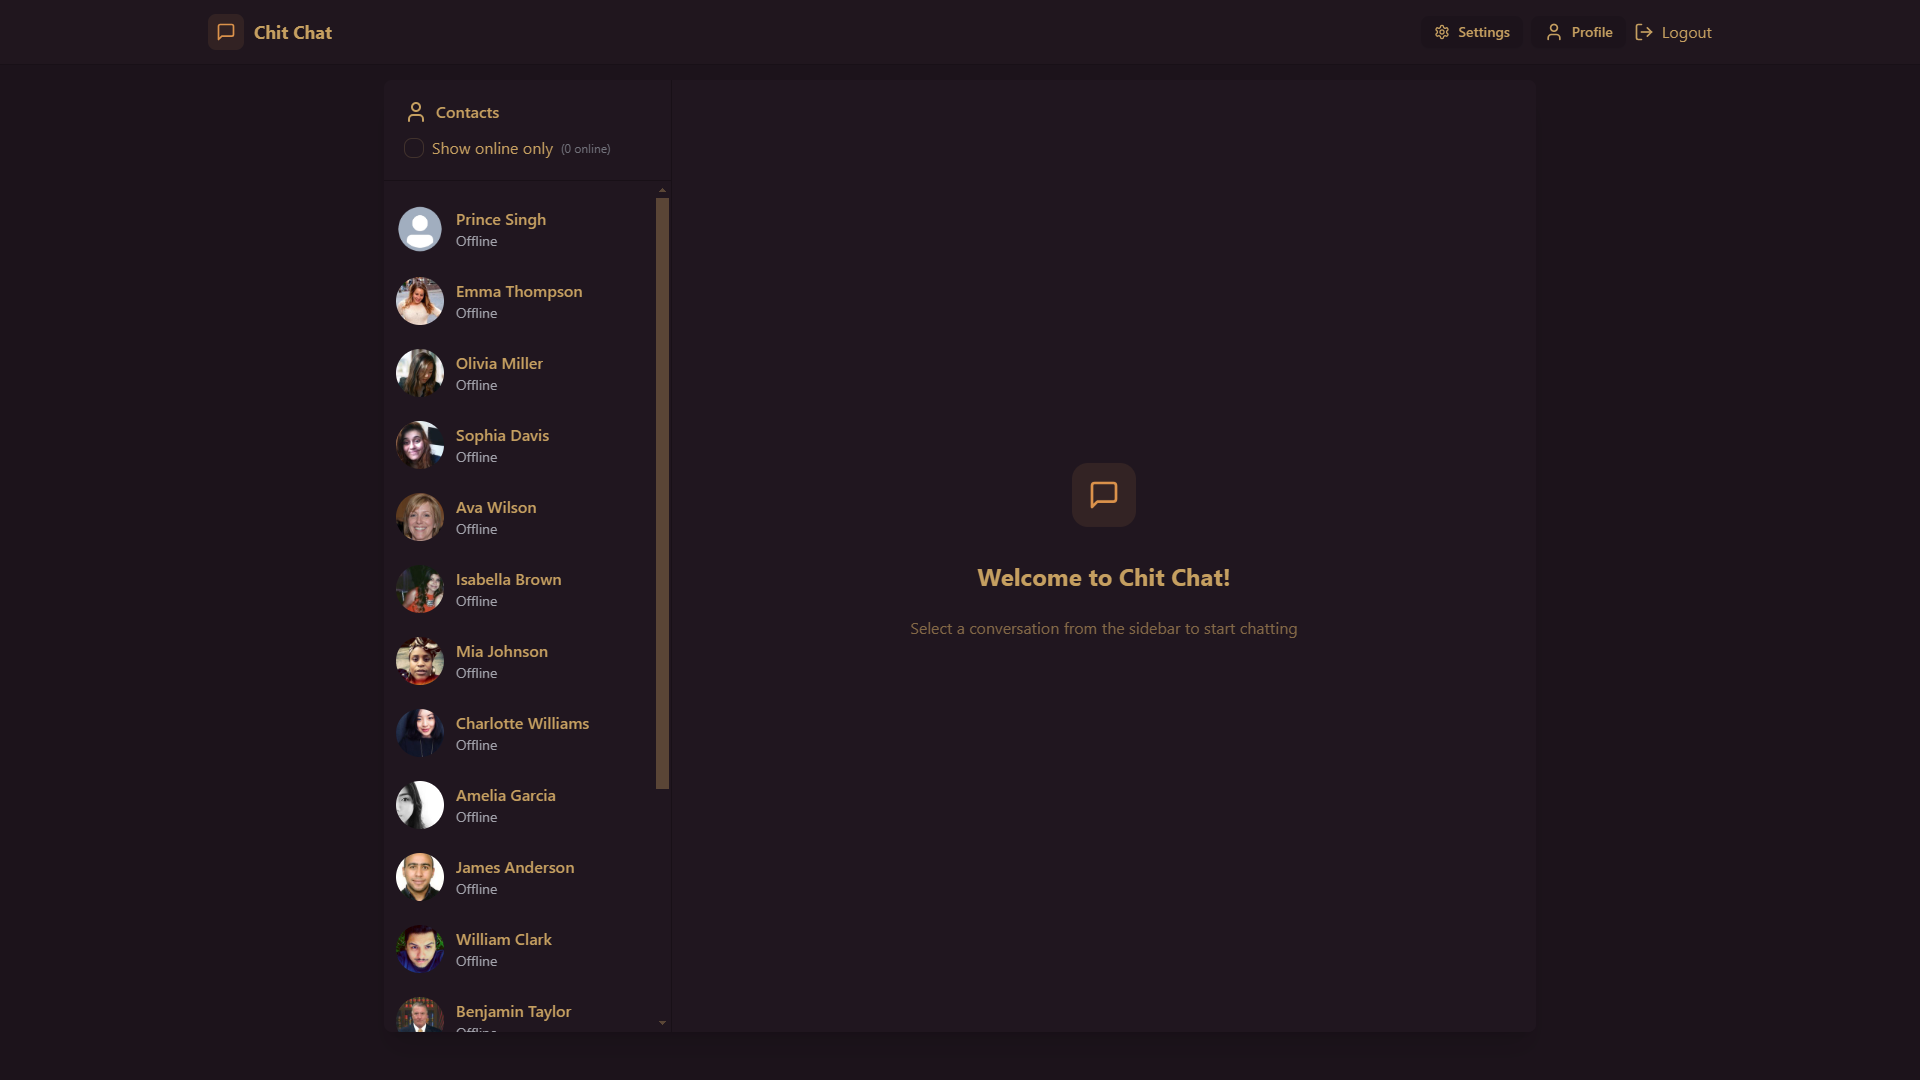 Chit Chat
Settings
Profile
Logout
Contacts
Show online only (0 online)
Prince Singh
Offline
Emma Thompson
Offline
Olivia Miller
Offline
Sophia Davis
Offline
Ava Wilson
Offline
Isabella Brown
Offline
Mia Johnson
Offline
Charlotte Williams
Offline
Amelia Garcia
Offline
James Anderson
Offline
William Clark
Offline
Benjamin Taylor
Offline
Welcome to Chit Chat!
Select a conversation from the sidebar to start chatting